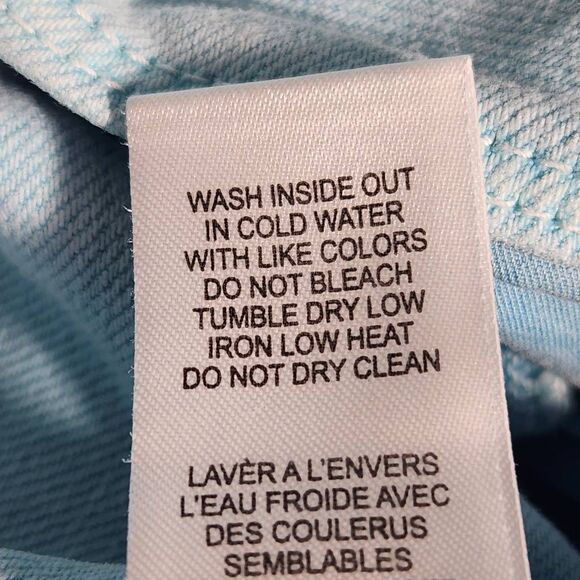 WASH INSIDE OUT
IN COLD WATER
WITH LIKE COLORS
DO NOT BLEACH
TUMBLE DRY LOW
IRON LOW HEAT
DO NOT DRY CLEAN
LAVÈR A L'ENVERS
L'EAU FROIDE AVEC
DES COULERUS
SEMBLABLES